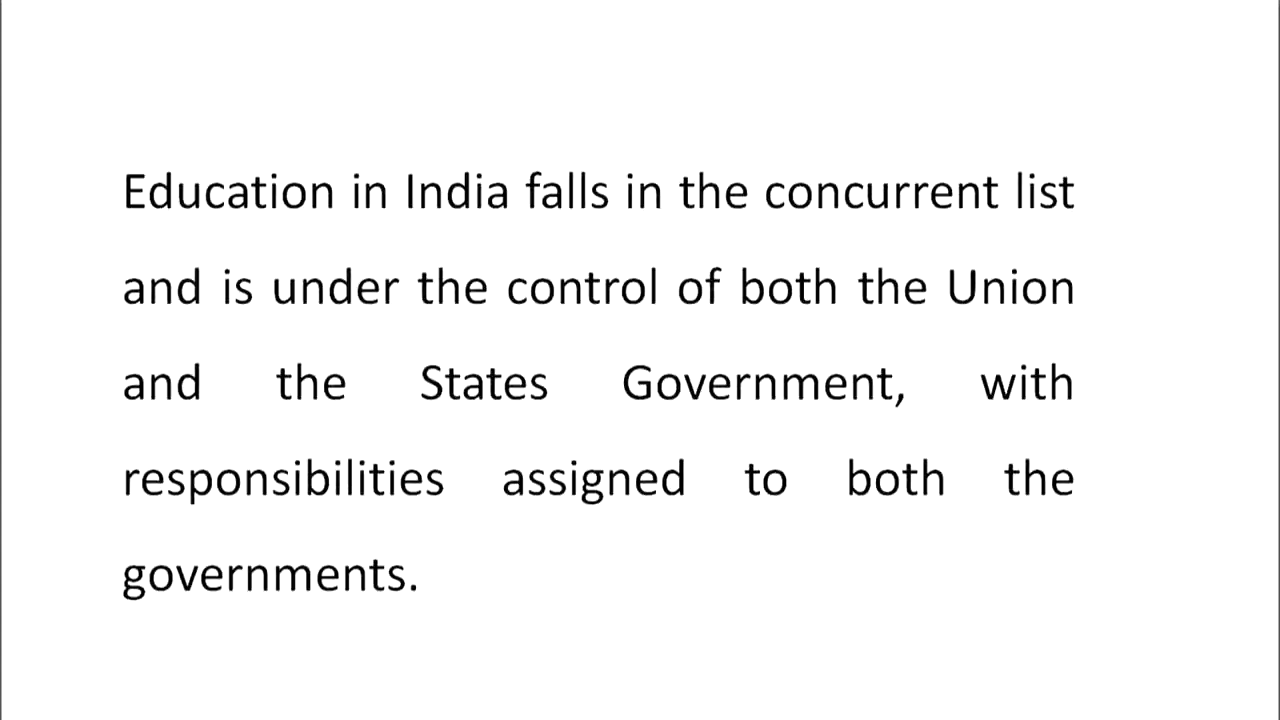 Education in India falls in the concurrent list
and is under the control of both the Union
and the States Government, with
responsibilities assigned to both the
governments.